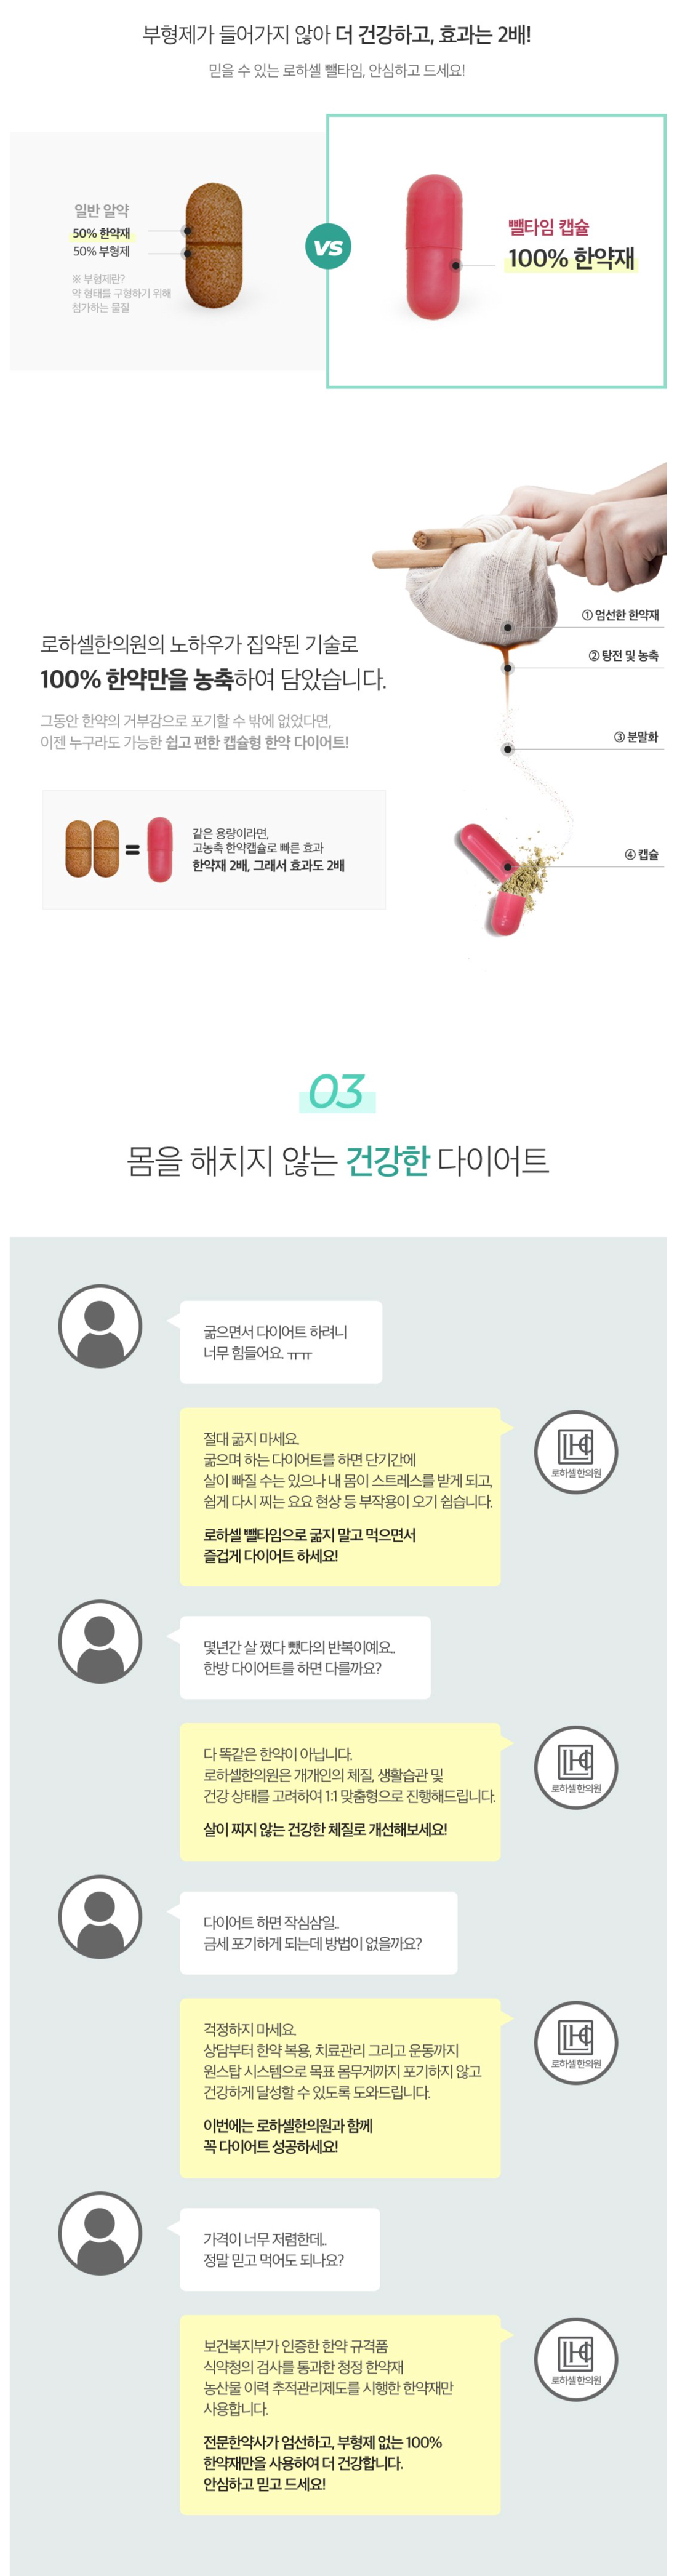 부형제가 들어가지 않아 더 건강하고, 효과는 2배!
믿을 수 있는 로하셀 뺄타임, 안심하고 드세요!
일반 알약
50% 한약재
50% 부형제
※ 부형제란?
약 형태를 구형하기 위해
첨가하는 물질
VS
뺄타임 캡슐
100% 한약재
① 엄선한 한약재
② 탕전 및 농축
③ 분말화
④ 캡슐
로하셀한의원의 노하우가 집약된 기술로
100% 한약만을 농축하여 담았습니다.
그동안 한약의 거부감으로 포기할 수 밖에 없었다면,
이젠 누구라도 가능한 쉽고 편한 캡슐형 한약 다이어트!
=
같은 용량이라면,
고농축 한약캡슐로 빠른 효과
한약재 2배, 그래서 효과도 2배
03
몸을 해치지 않는 건강한 다이어트
굶으면서 다이어트 하려니
너무 힘들어요. ㅠㅠ
절대 굶지 마세요.
굶으며 하는 다이어트를 하면 단기간에
살이 빠질 수는 있으나 내 몸이 스트레스를 받게 되고,
쉽게 다시 찌는 요요 현상 등 부작용이 오기 쉽습니다.
로하셀 뺄타임으로 굶지 말고 먹으면서
즐겁게 다이어트 하세요!
로하셀한의원
몇년간 살 쪘다 뺐다의 반복이예요..
한방 다이어트를 하면 다를까요?
다 똑같은 한약이 아닙니다.
로하셀한의원은 개개인의 체질, 생활습관 및
건강 상태를 고려하여 1:1 맞춤형으로 진행해드립니다.
살이 찌지 않는 건강한 체질로 개선해보세요!
로하셀한의원
다이어트 하면 작심삼일..
금세 포기하게 되는데 방법이 없을까요?
걱정하지 마세요.
상담부터 한약 복용, 치료관리 그리고 운동까지
원스탑 시스템으로 목표 몸무게까지 포기하지 않고
건강하게 달성할 수 있도록 도와드립니다.
이번에는 로하셀한의원과 함께
꼭 다이어트 성공하세요!
로하셀한의원
가격이 너무 저렴한데..
정말 믿고 먹어도 되나요?
보건복지부가 인증한 한약 규격품
식약청의 검사를 통과한 청정 한약재
농산물 이력 추적관리제도를 시행한 한약재만
사용합니다.
전문한약사가 엄선하고, 부형제 없는 100%
한약재만을 사용하여 더 건강합니다.
안심하고 믿고 드세요!
로하셀한의원